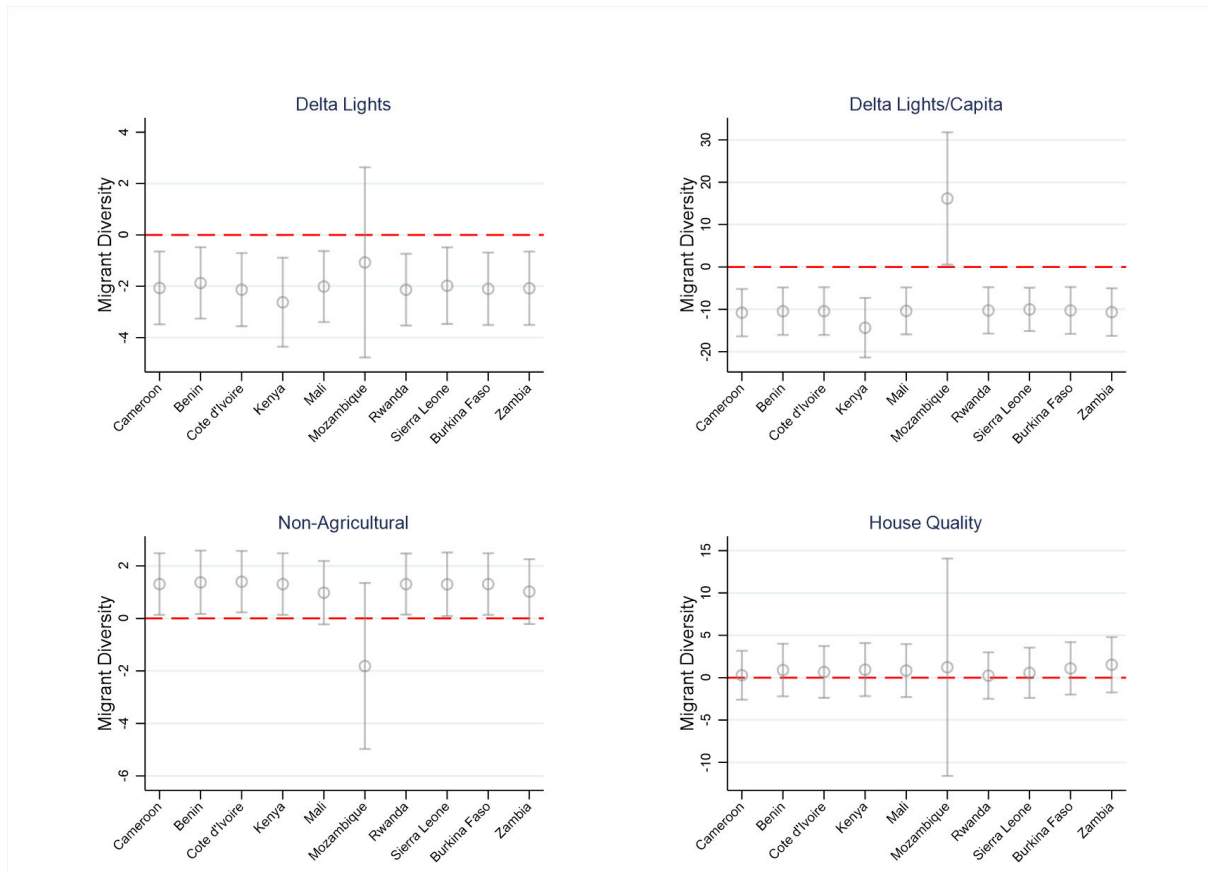 Delta Lights
Migrant Diversity
4
2
0
-2
-4
Cameroon
Benin
Cote d'Ivoire
Kenya
Mali
Mozambique
Rwanda
Sierra Leone
Burkina Faso
Zambia
Delta Lights/Capita
Migrant Diversity
30
20
10
0
-10
-20
Cameroon
Benin
Cote d'Ivoire
Kenya
Mali
Mozambique
Rwanda
Sierra Leone
Burkina Faso
Zambia
Non-Agricultural
Migrant Diversity
2
0
-2
-4
-6
Cameroon
Benin
Cote d'Ivoire
Kenya
Mali
Mozambique
Rwanda
Sierra Leone
Burkina Faso
Zambia
House Quality
Migrant Diversity
15
10
5
0
-5
-10
Cameroon
Benin
Cote d'Ivoire
Kenya
Mali
Mozambique
Rwanda
Sierra Leone
Burkina Faso
Zambia